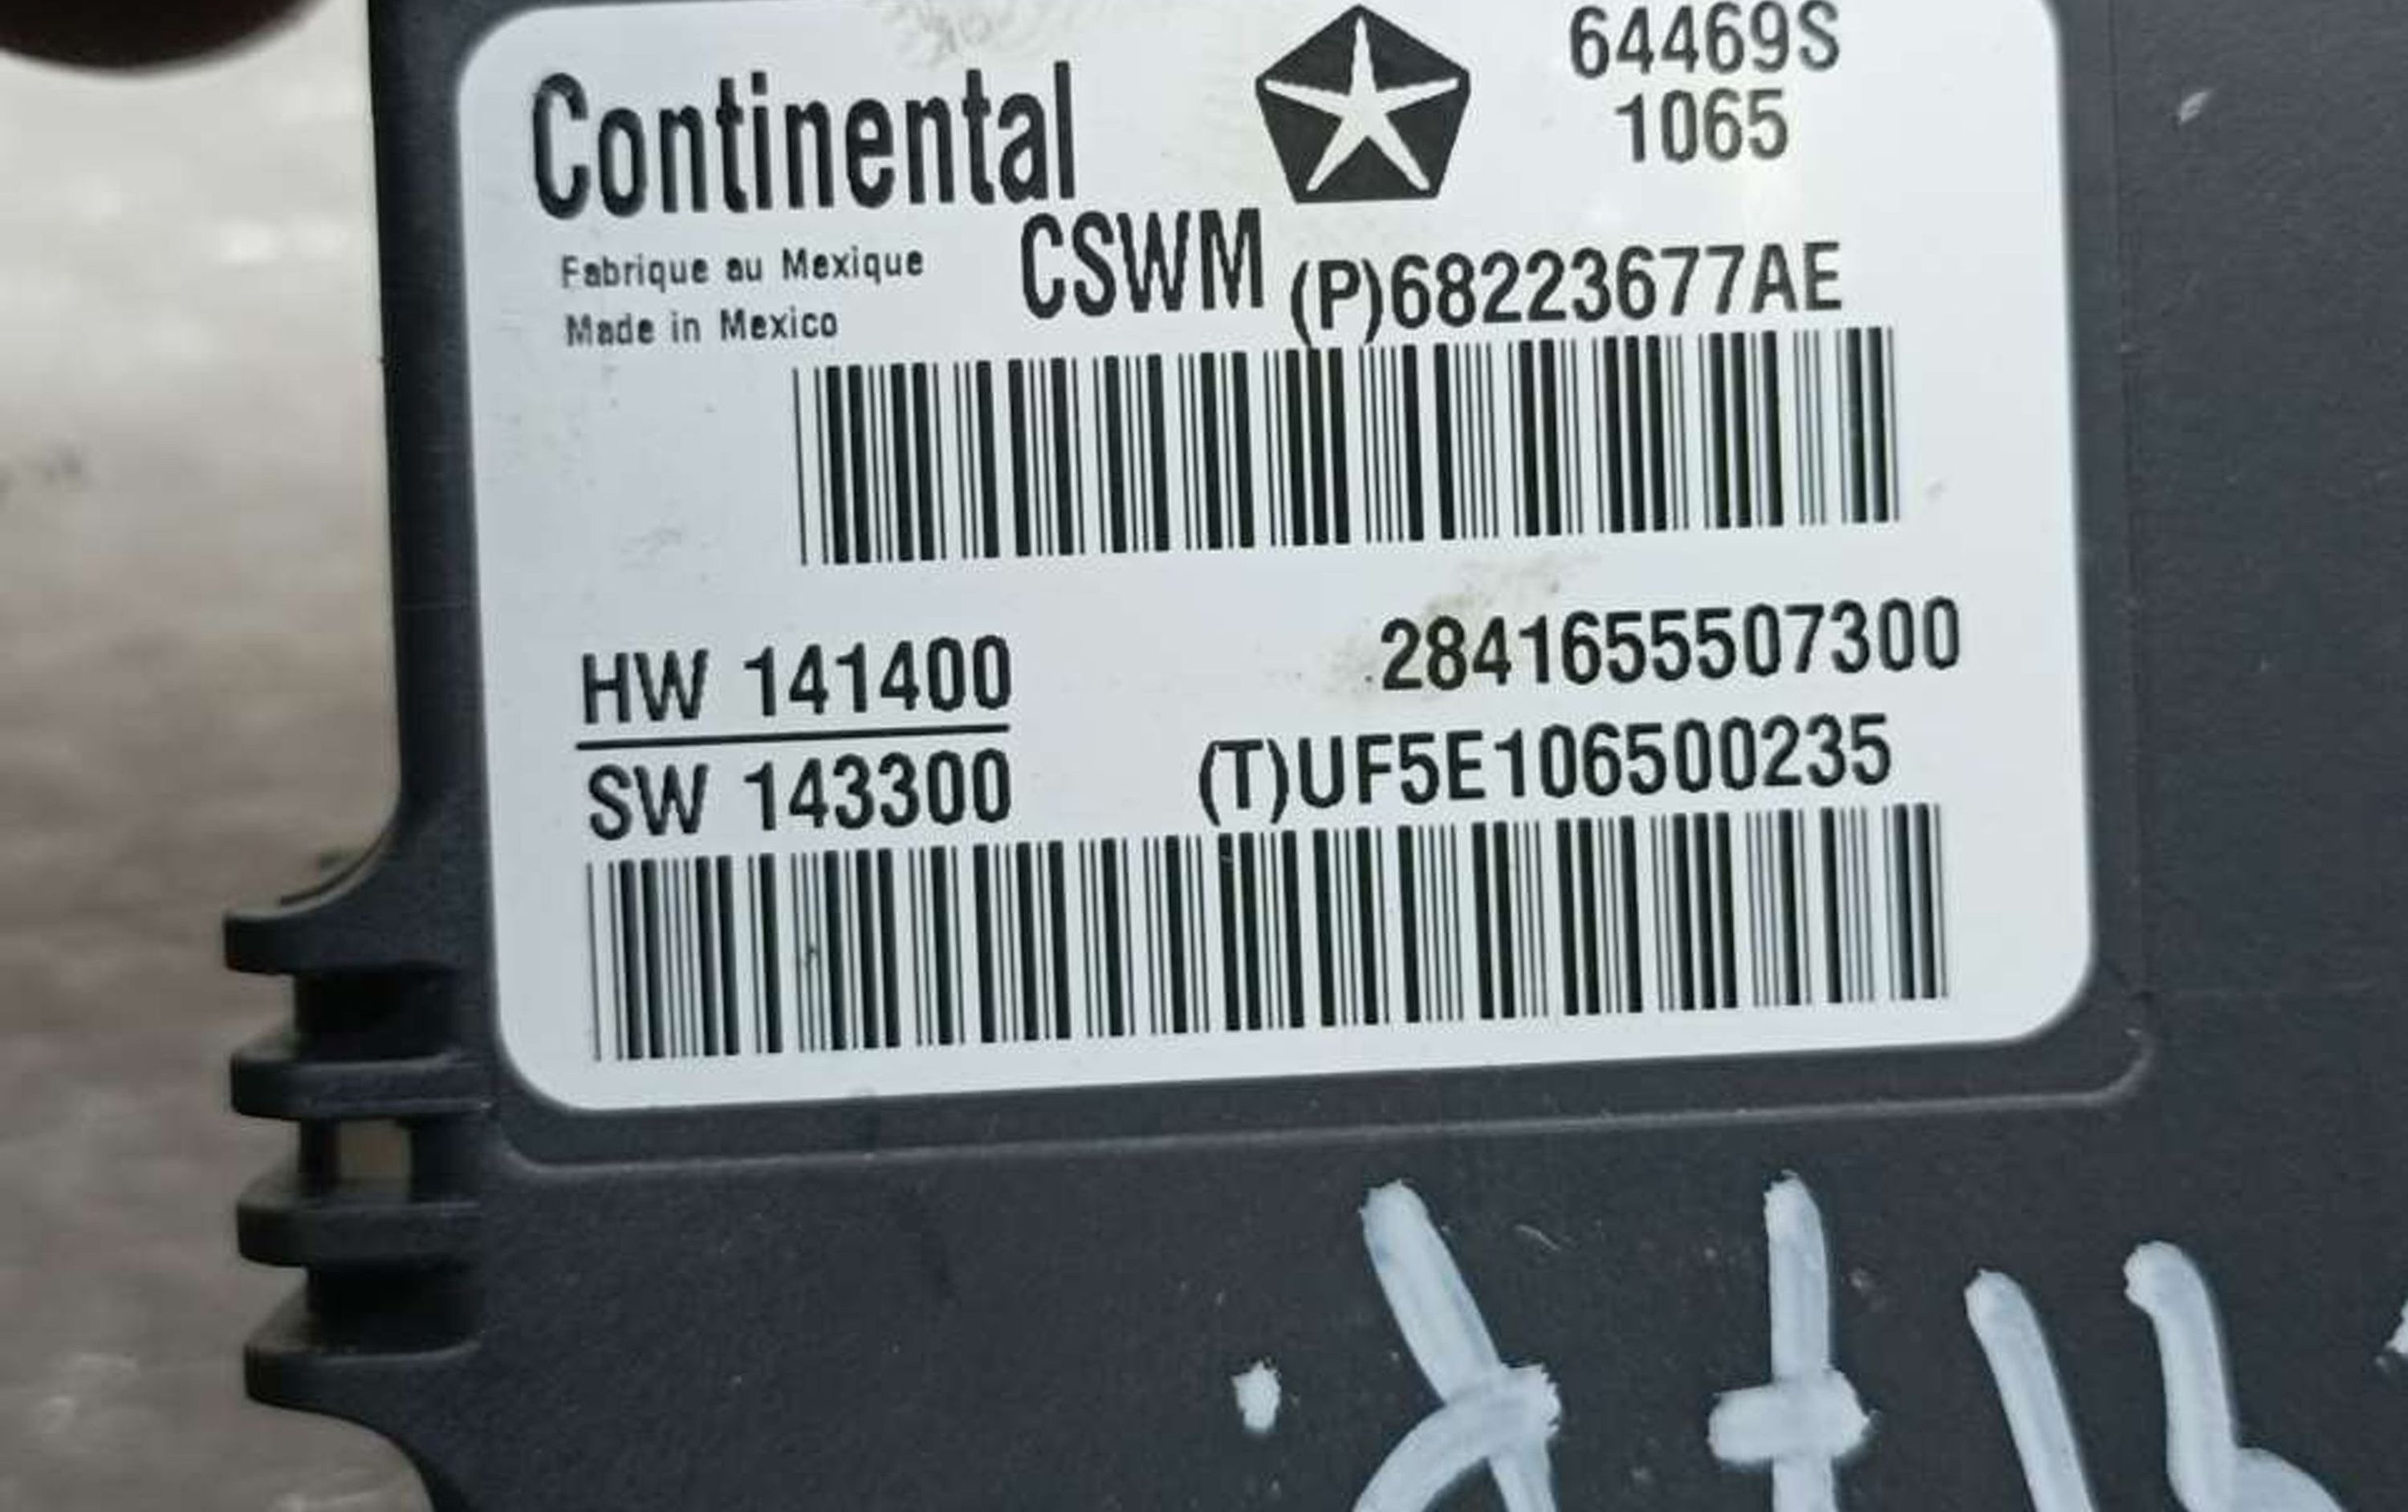 Continental
64469S
1065
Fabrique au Mexique
Made in Mexico
CSWM
(P)68223677AE
HW 141400
SW 143300
2841655507300
(T)UF5E106500235